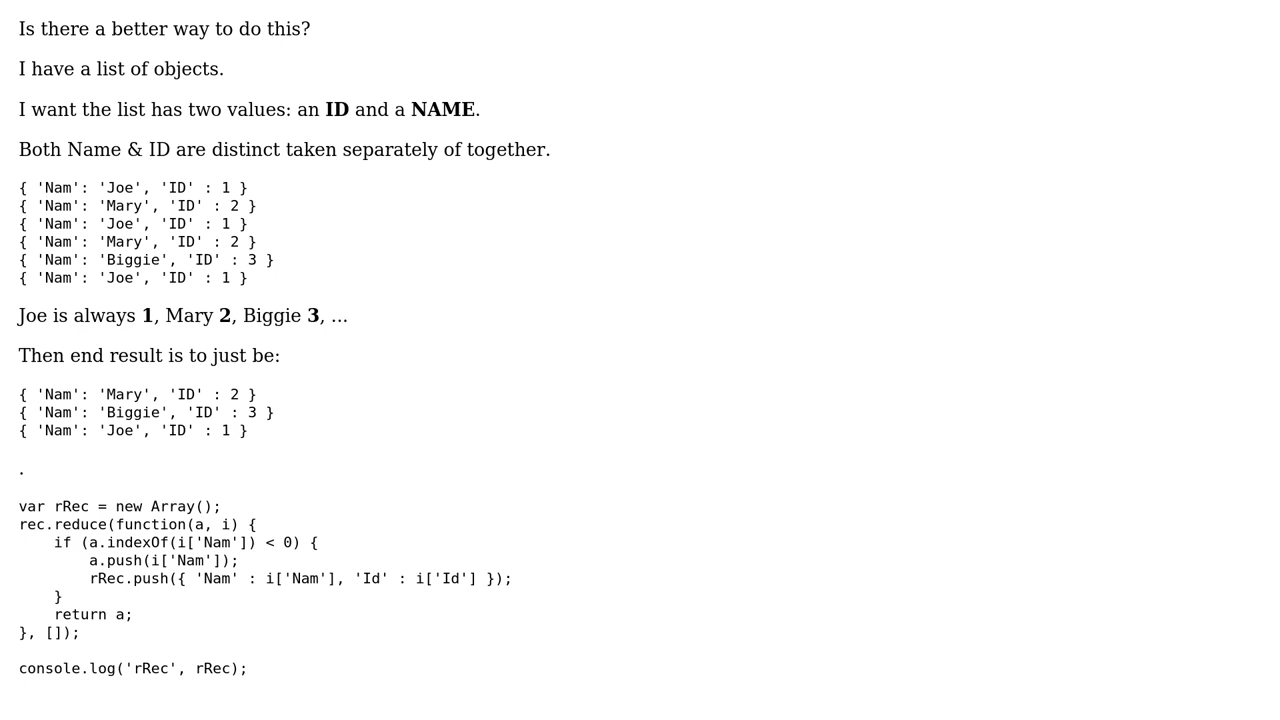 Is there a better way to do this?
I have a list of objects.
I want the list has two values: an ID and a NAME.
Both Name & ID are distinct taken separately of together.
{ 'Nam': 'Joe', 'ID' : 1 }
{ 'Nam': 'Mary', 'ID' : 2 }
{ 'Nam': 'Joe', 'ID' : 1 }
{ 'Nam': 'Mary', 'ID' : 2 }
{ 'Nam': 'Biggie', 'ID' : 3 }
{ 'Nam': 'Joe', 'ID' : 1 }
Joe is always 1, Mary 2, Biggie 3, ...
Then end result is to just be:
{ 'Nam': 'Mary', 'ID' : 2 }
{ 'Nam': 'Biggie', 'ID' : 3 }
{ 'Nam': 'Joe', 'ID' : 1 }
.
var rRec = new Array();
rec.reduce(function(a, i) {
    if (a.indexOf(i['Nam']) < 0) {
        a.push(i['Nam']);
        rRec.push({ 'Nam' : i['Nam'], 'Id' : i['Id'] });
    }
    return a;
}, []);
console.log('rRec', rRec);